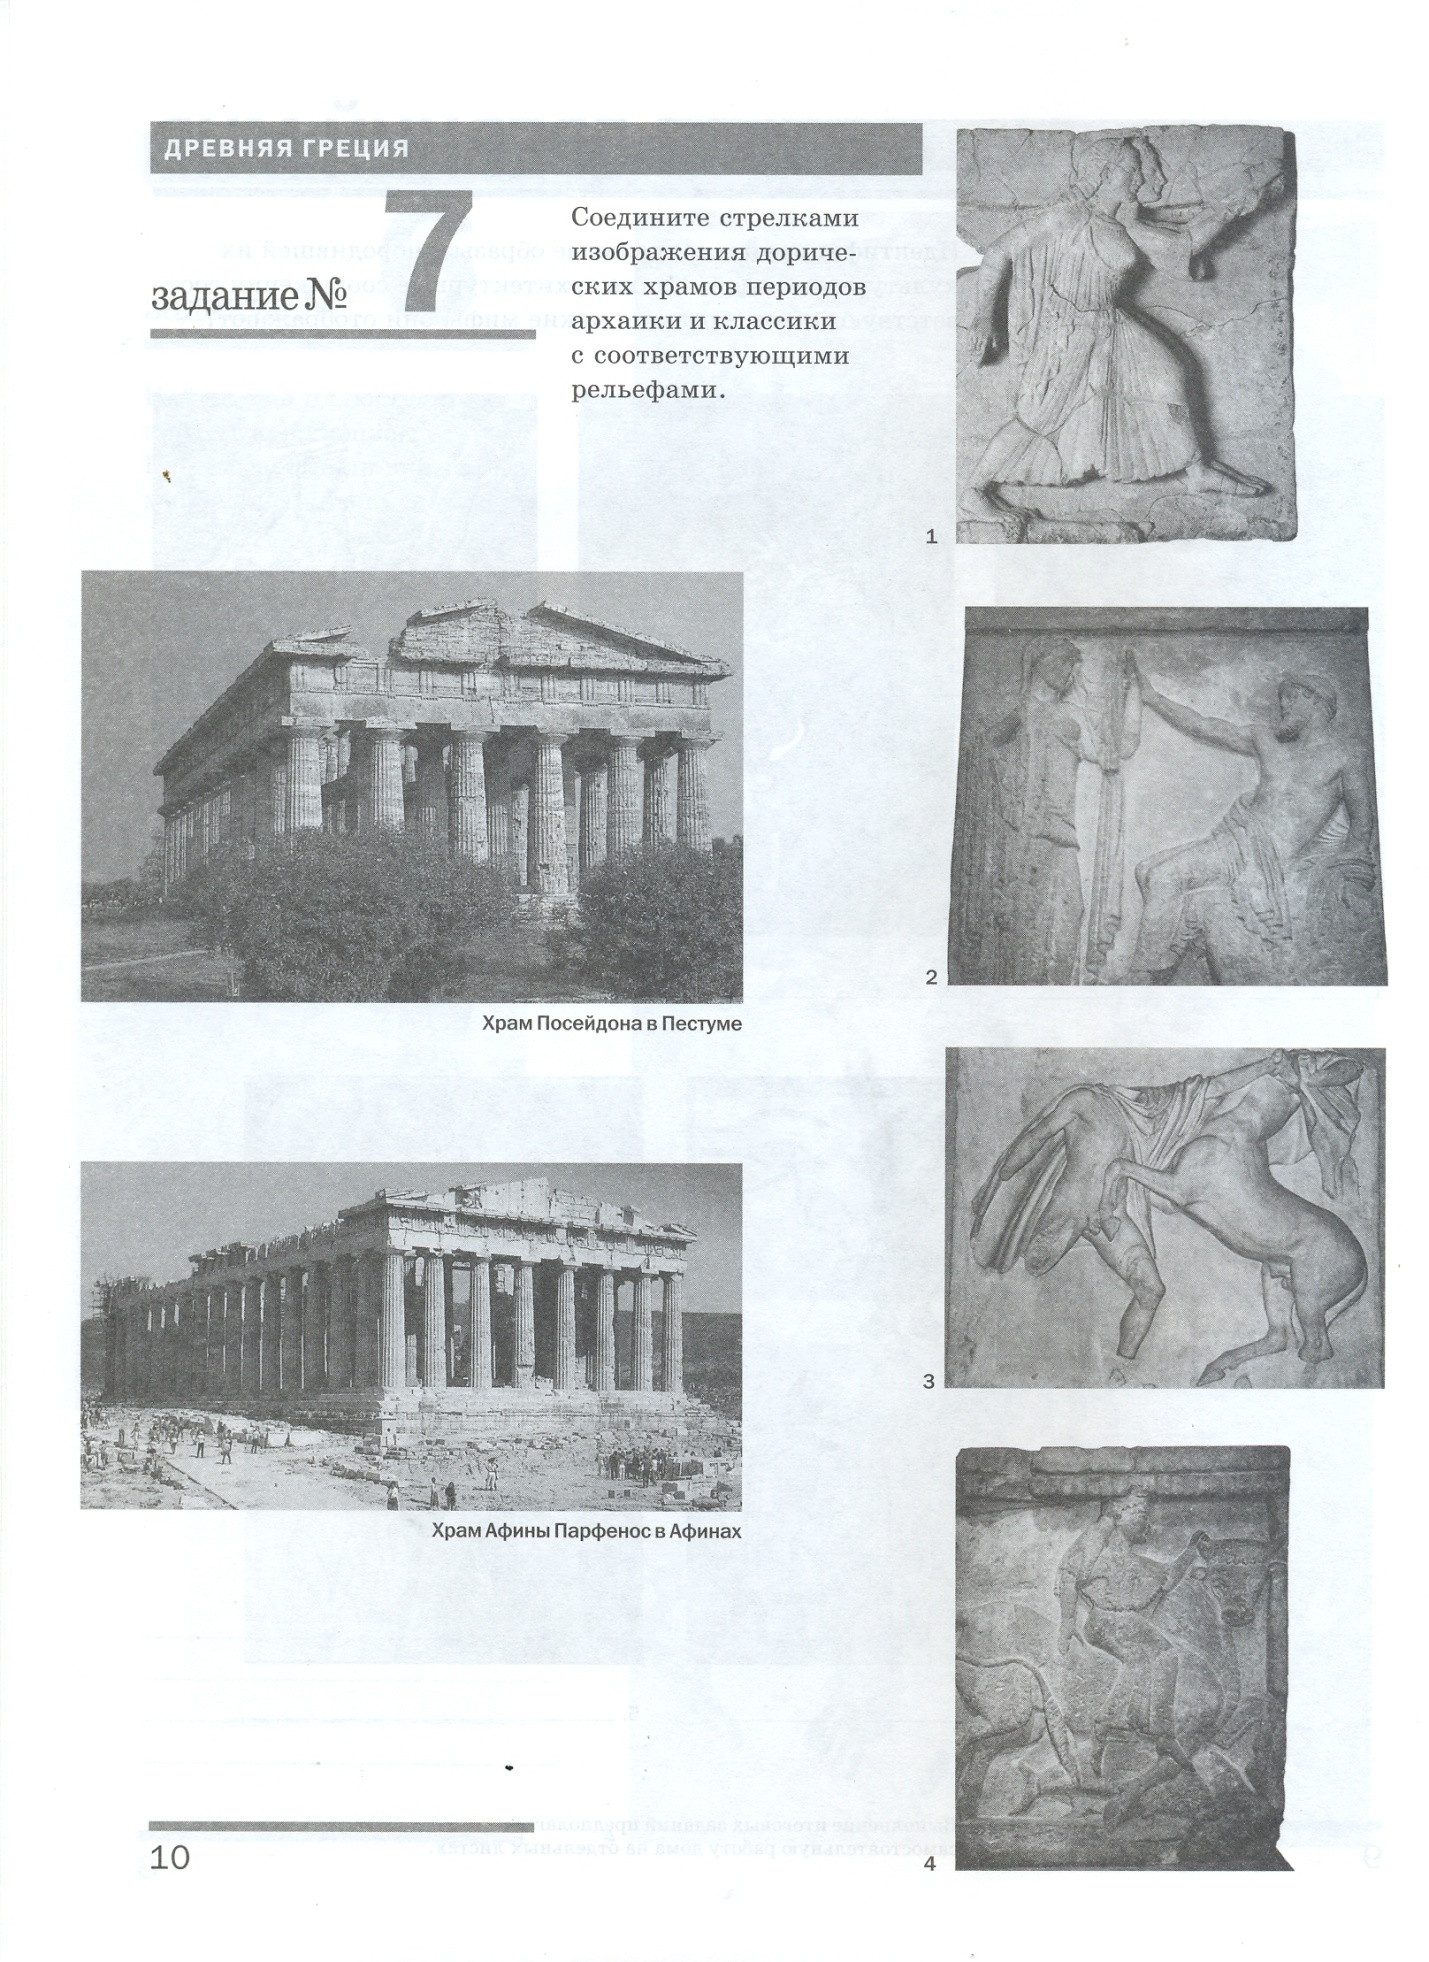 ДРЕВНЯЯ ГРЕЦИЯ
задание № 7
Соедините стрелками
изображения дориче-
ских храмов периодов
архаики и классики
с соответствующими
рельефами.
1
2
Храм Посейдона в Пестуме
3
Храм Афины Парфенос в Афинах
4
10